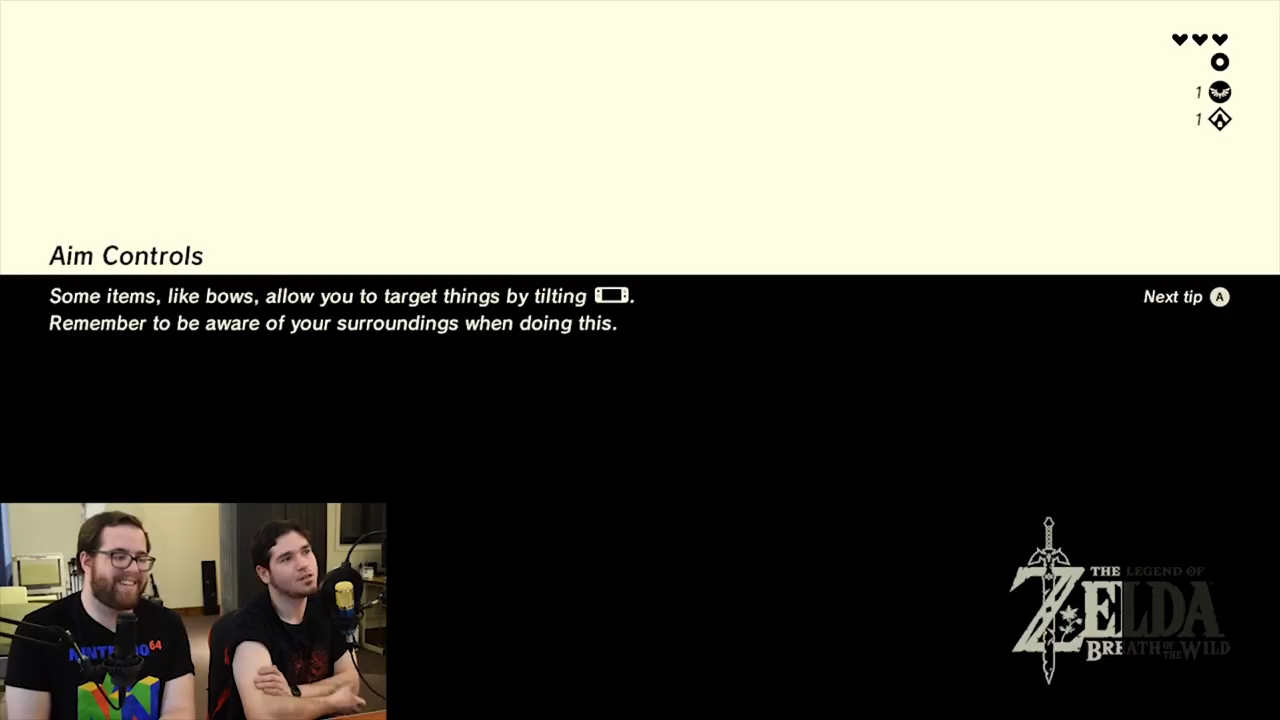 1
1
Aim Controls
Some items, like bows, allow you to target things by tilting .
Remember to be aware of your surroundings when doing this.
Next tip A
NINTENDO 64
THE LEGEND OF
ZELDA
BREATH OF THE WILD